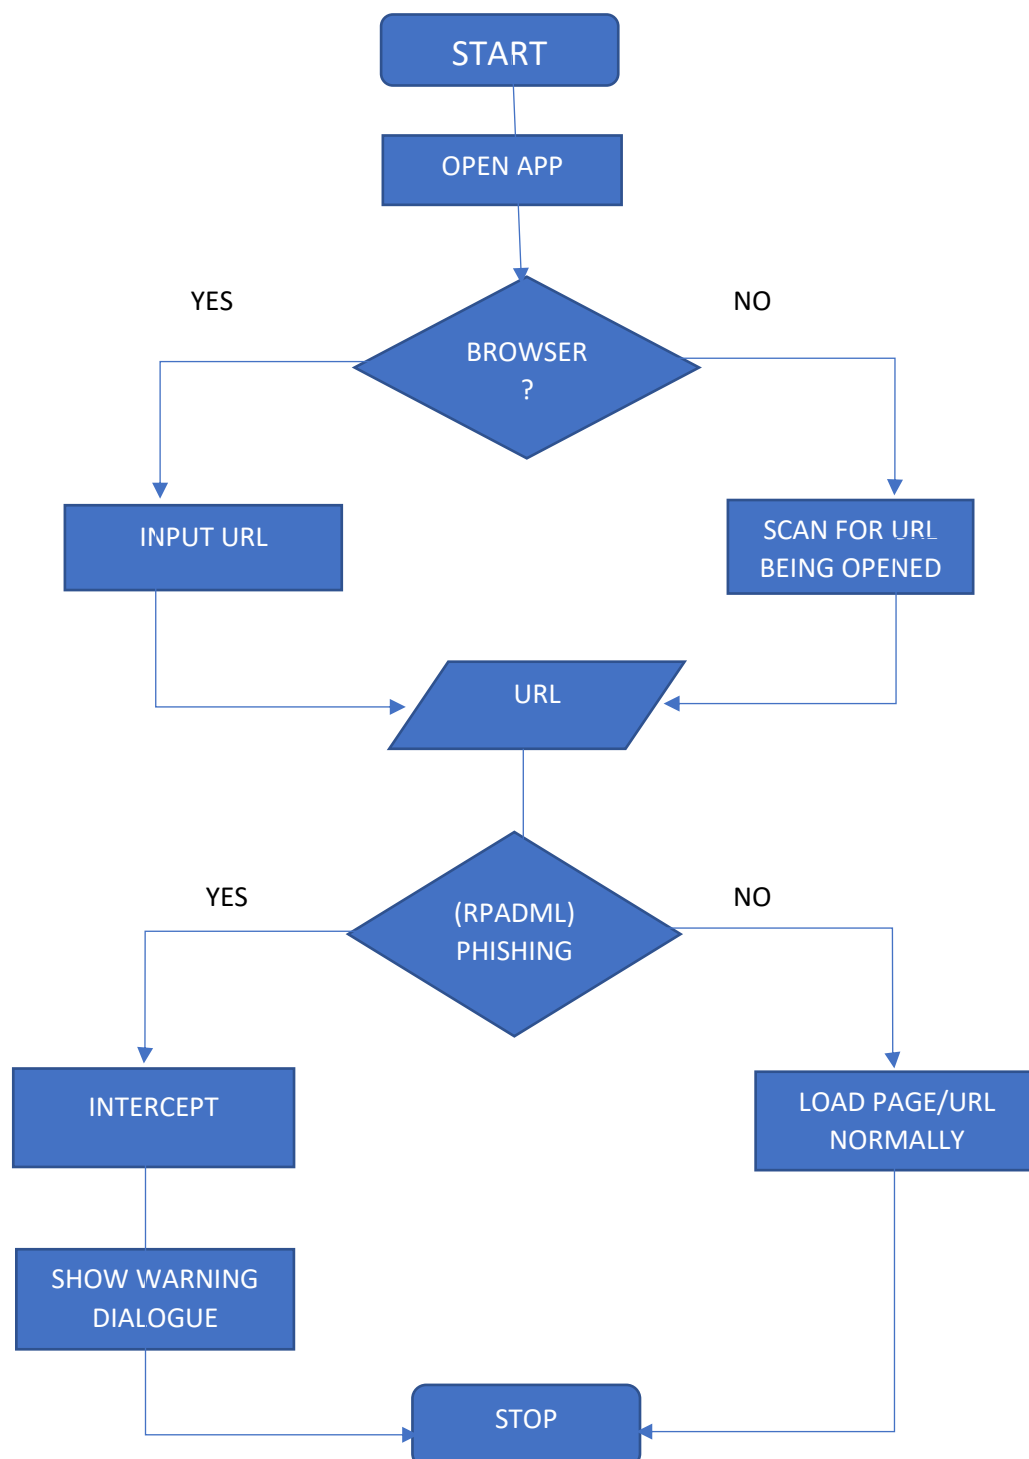 START
OPEN APP
YES
NO
BROWSER
?
INPUT URL
SCAN FOR URL
BEING OPENED
URL
YES
NO
(RPADML)
PHISHING
INTERCEPT
LOAD PAGE/URL
NORMALLY
SHOW WARNING
DIALOGUE
STOP